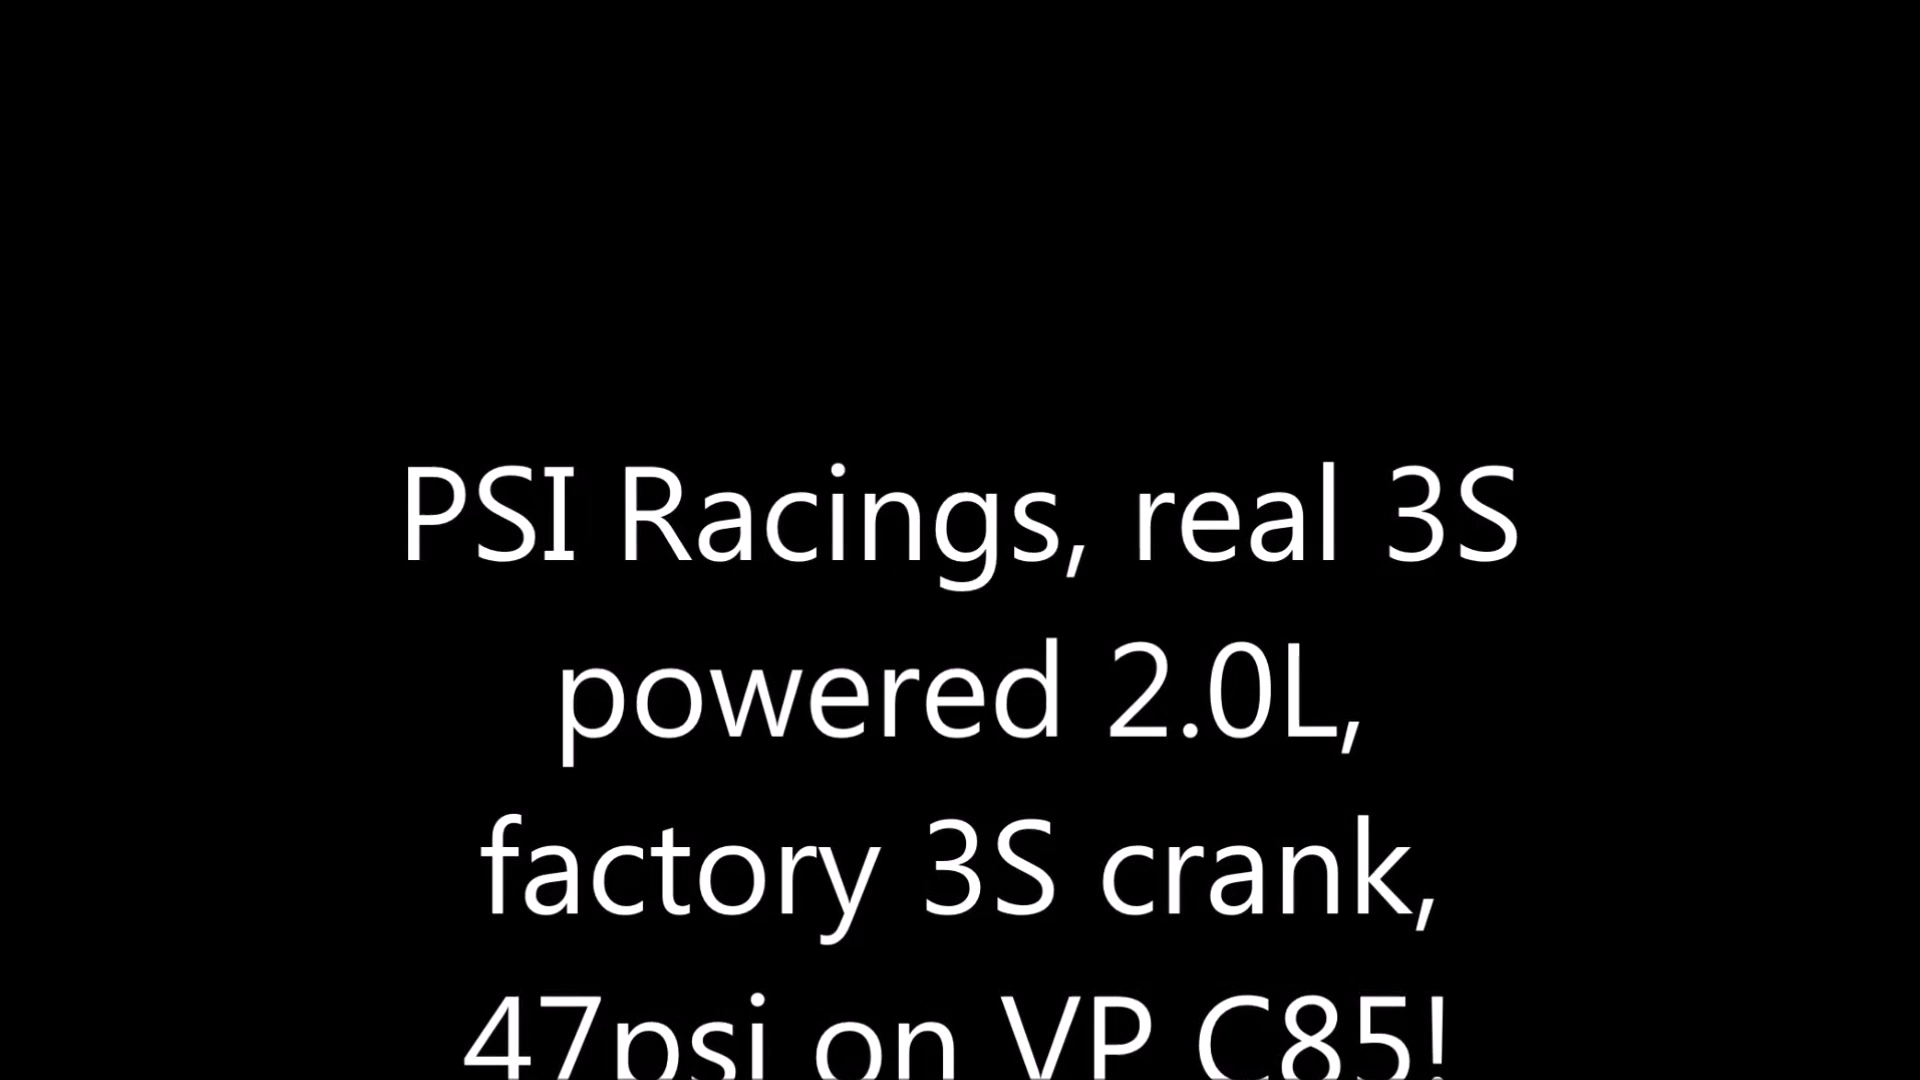 PSI Racings, real 3S
powered 2.0L,
factory 3S crank,
47psi on VP C85!